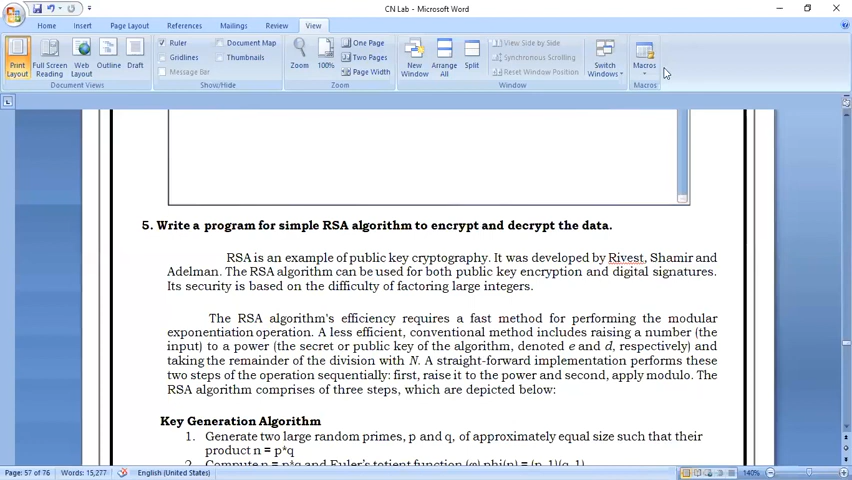 CN Lab - Microsoft Word
Home Insert Page Layout References Mailings Review View
Print Layout Full Screen Reading Web Layout Outline Draft
Document Views
Ruler Document Map
Gridlines Thumbnails
Message Bar
Show/Hide
Zoom 100% One Page
Two Pages
Page Width
Zoom
New Window Arrange All Split
View Side by Side
Synchronous Scrolling
Reset Window Position
Switch Windows
Window
Macros
Macros
5. Write a program for simple RSA algorithm to encrypt and decrypt the data.
RSA is an example of public key cryptography. It was developed by Rivest, Shamir and
Adelman. The RSA algorithm can be used for both public key encryption and digital signatures.
Its security is based on the difficulty of factoring large integers.
The RSA algorithm's efficiency requires a fast method for performing the modular
exponentiation operation. A less efficient, conventional method includes raising a number (the
input) to a power (the secret or public key of the algorithm, denoted e and d, respectively) and
taking the remainder of the division with N. A straight-forward implementation performs these
two steps of the operation sequentially: first, raise it to the power and second, apply modulo. The
RSA algorithm comprises of three steps, which are depicted below:
Key Generation Algorithm
1. Generate two large random primes, p and q, of approximately equal size such that their
product n = p*q
2. Compute n = p*q and Euler's totient function (φ) phi(n) = (p-1)(q-1)
Page: 57 of 76 Words: 15,277 English (United States) 140%